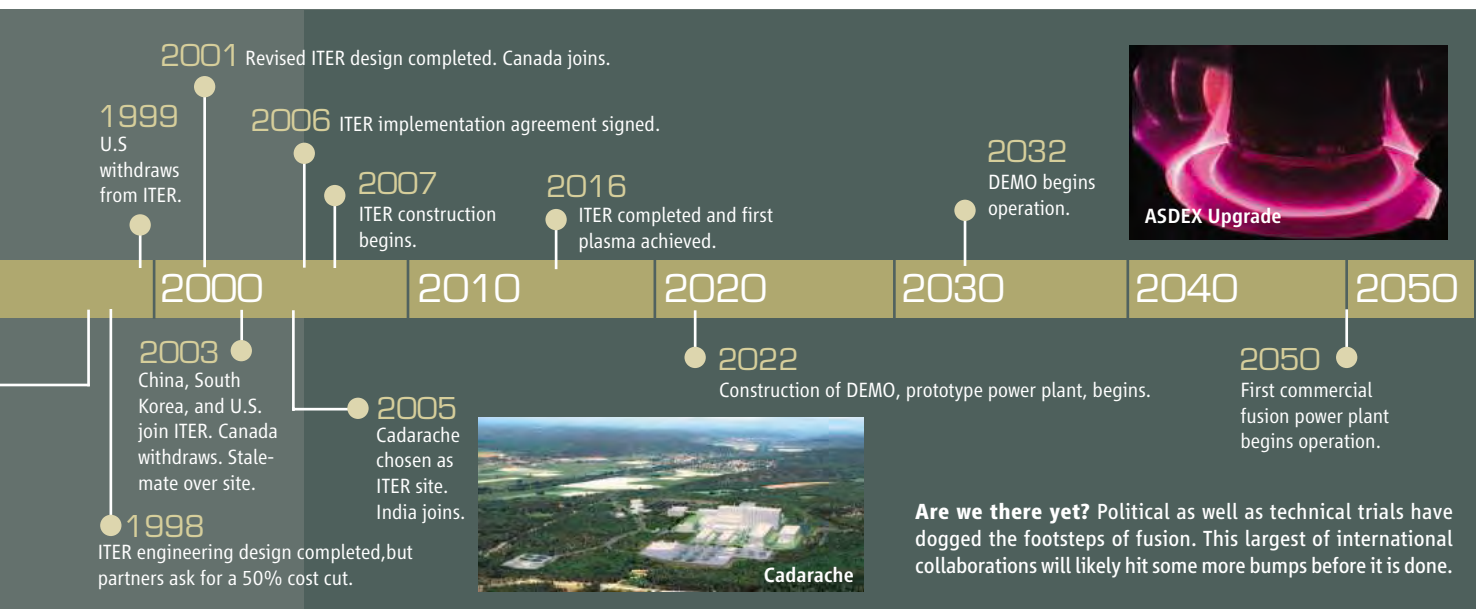 2001 Revised ITER design completed. Canada joins.
1999
U.S
withdraws
from ITER.
2006 ITER implementation agreement signed.
2007
ITER construction
begins.
2016
ITER completed and first
plasma achieved.
2032
DEMO begins
operation.
ASDEX Upgrade
2000
2010
2020
2030
2040
2050
2003
China, South
Korea, and U.S.
join ITER. Canada
withdraws. Stale-
mate over site.
1998
ITER engineering design completed,but
partners ask for a 50% cost cut.
2005
Cadarache
chosen as
ITER site.
India joins.
Cadarache
2022
Construction of DEMO, prototype power plant, begins.
2050
First commercial
fusion power plant
begins operation.
Are we there yet? Political as well as technical trials have
dogged the footsteps of fusion. This largest of international
collaborations will likely hit some more bumps before it is done.